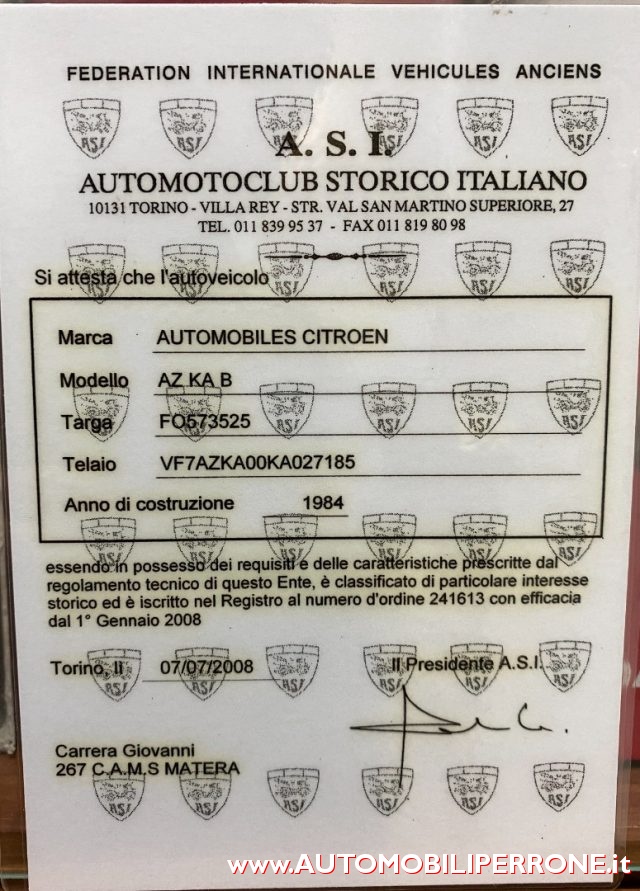 FEDERATION INTERNATIONALE VEHICULES ANCIENS
A. S. I.
AUTOMOTOCLUB STORICO ITALIANO
10131 TORINO - VILLA REY - STR. VAL SAN MARTINO SUPERIORE, 27
TEL. 011 839 95 37 - FAX 011 819 80 98
Si attesta che l'autoveicolo
Marca AUTOMOBILES CITROEN
Modello AZ KA B
Targa FO573525
Telaio VF7AZKA00KA027185
Anno di costruzione 1984
essendo in possesso dei requisiti e delle caratteristiche prescritte dal
regolamento tecnico di questo Ente, è classificato di particolare interesse
storico ed è iscritto nel Registro al numero d'ordine 241613 con efficacia
dal 1° Gennaio 2008
Torino, lì 07/07/2008 Il Presidente A.S.I.
Carrera Giovanni
267 C.A.M.S MATERA
www.AUTOMOBILIPERRONE.it